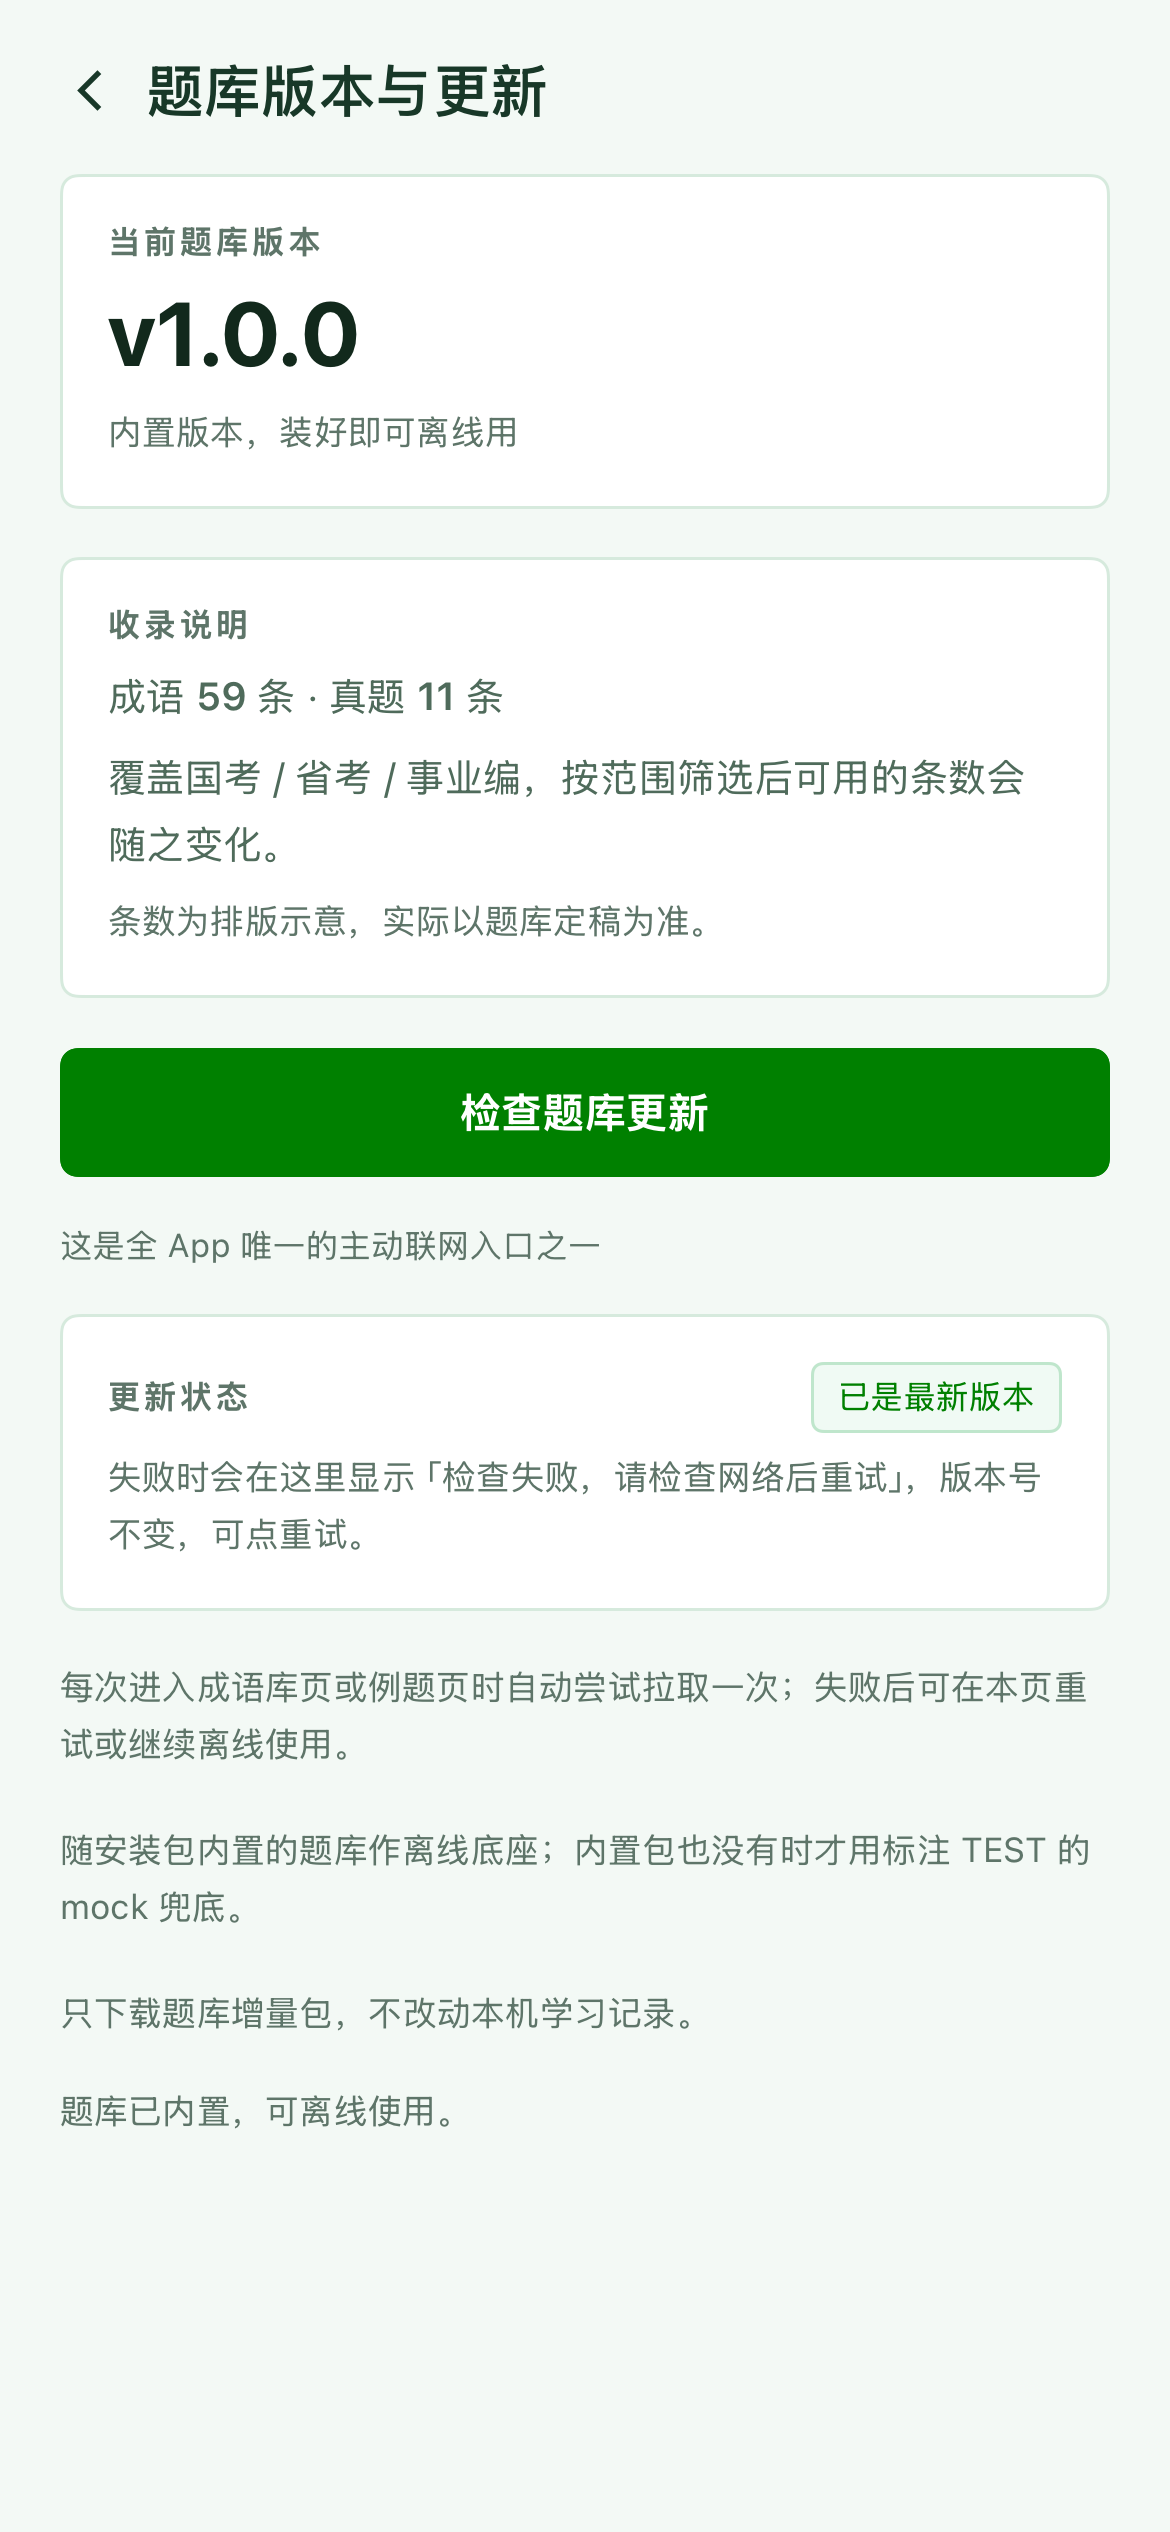 题库版本与更新
当前题库版本
v1.0.0
内置版本，装好即可离线用
收录说明
成语 59 条 · 真题 11 条
覆盖国考 / 省考 / 事业编，按范围筛选后可用的条数会
随之变化。
条数为排版示意，实际以题库定稿为准。
检查题库更新
这是全 App 唯一的主动联网入口之一
更新状态
已是最新版本
失败时会在这里显示「检查失败，请检查网络后重试」，版本号
不变，可点重试。
每次进入成语库页或例题页时自动尝试拉取一次；失败后可在本页重
试或继续离线使用。
随安装包内置的题库作离线底座；内置包也没有时才用标注 TEST 的
mock 兜底。
只下载题库增量包，不改动本机学习记录。
题库已内置，可离线使用。